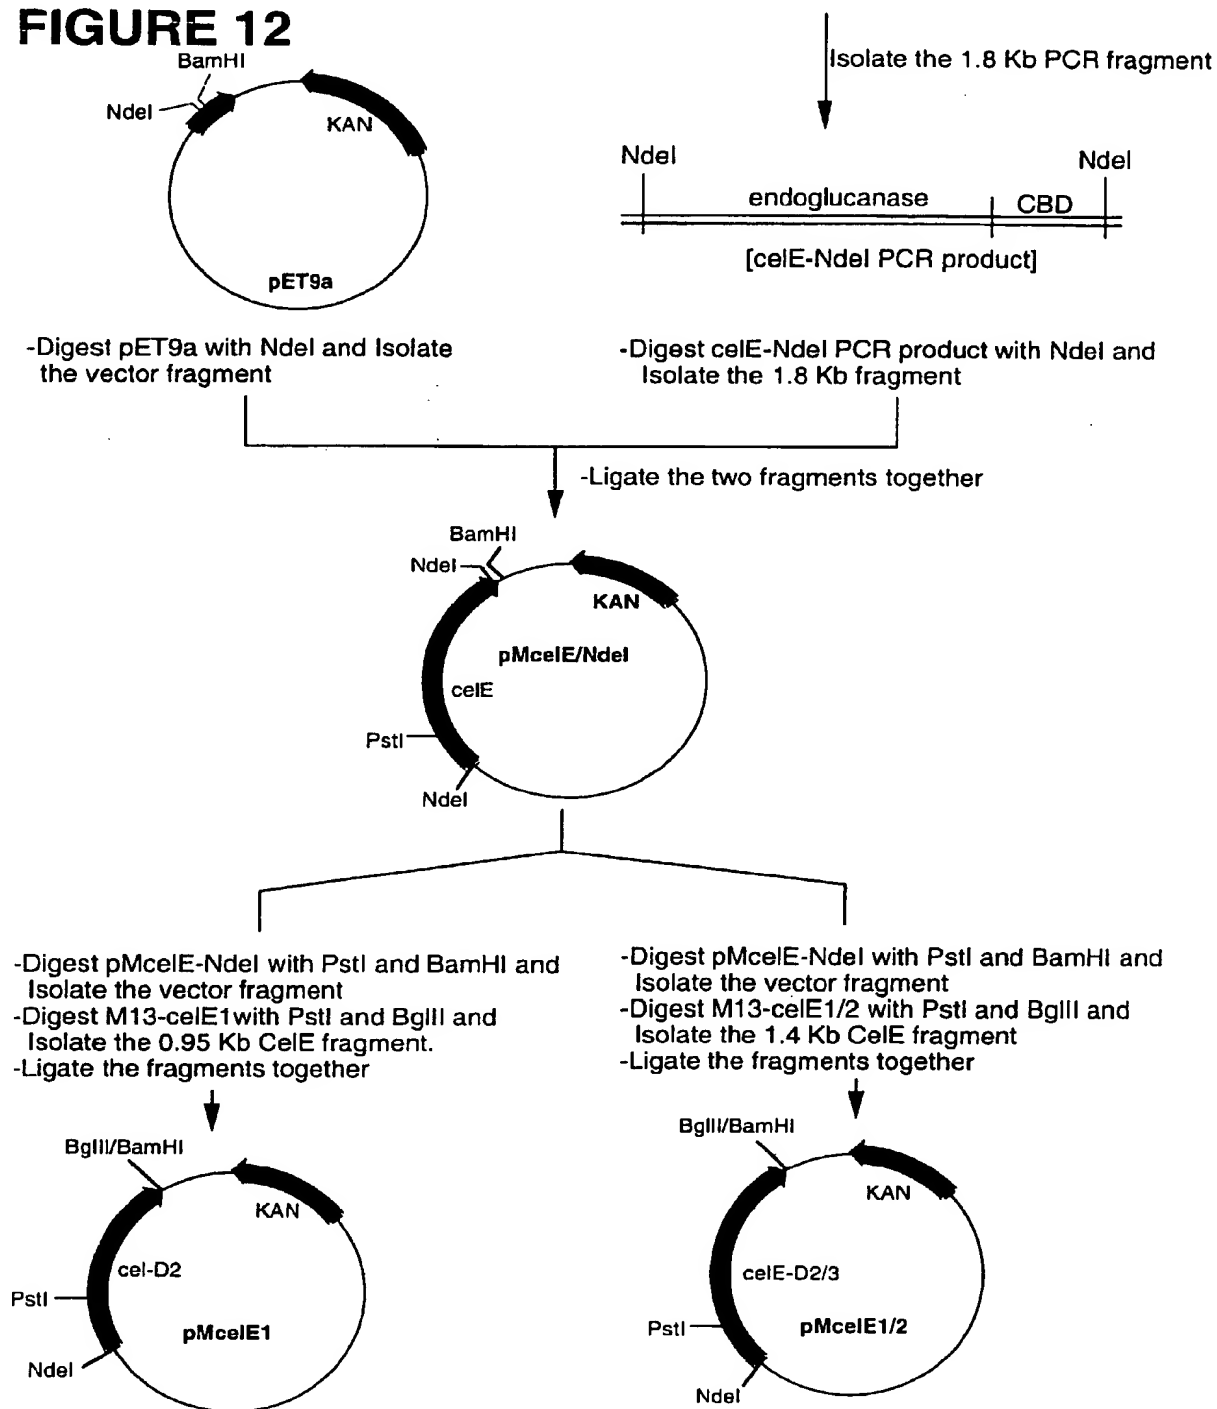 FIGURE 12
BamHI
NdeI
KAN
pET9a
-Digest pET9a with NdeI and Isolate
the vector fragment
Isolate the 1.8 Kb PCR fragment
NdeI
NdeI
endoglucanase
CBD
[celE-NdeI PCR product]
-Digest celE-NdeI PCR product with NdeI and
Isolate the 1.8 Kb fragment
-Ligate the two fragments together
BamHI
NdeI
KAN
pMcelE/NdeI
celE
PstI
NdeI
-Digest pMcelE-NdeI with PstI and BamHI and
Isolate the vector fragment
-Digest M13-celE1with PstI and BglII and
Isolate the 0.95 Kb CelE fragment.
-Ligate the fragments together
BglII/BamHI
KAN
cel-D2
PstI
pMcelE1
NdeI
-Digest pMcelE-NdeI with PstI and BamHI and
Isolate the vector fragment
-Digest M13-celE1/2 with PstI and BglII and
Isolate the 1.4 Kb CelE fragment
-Ligate the fragments together
BglII/BamHI
KAN
celE-D2/3
PstI
pMcelE1/2
NdeI